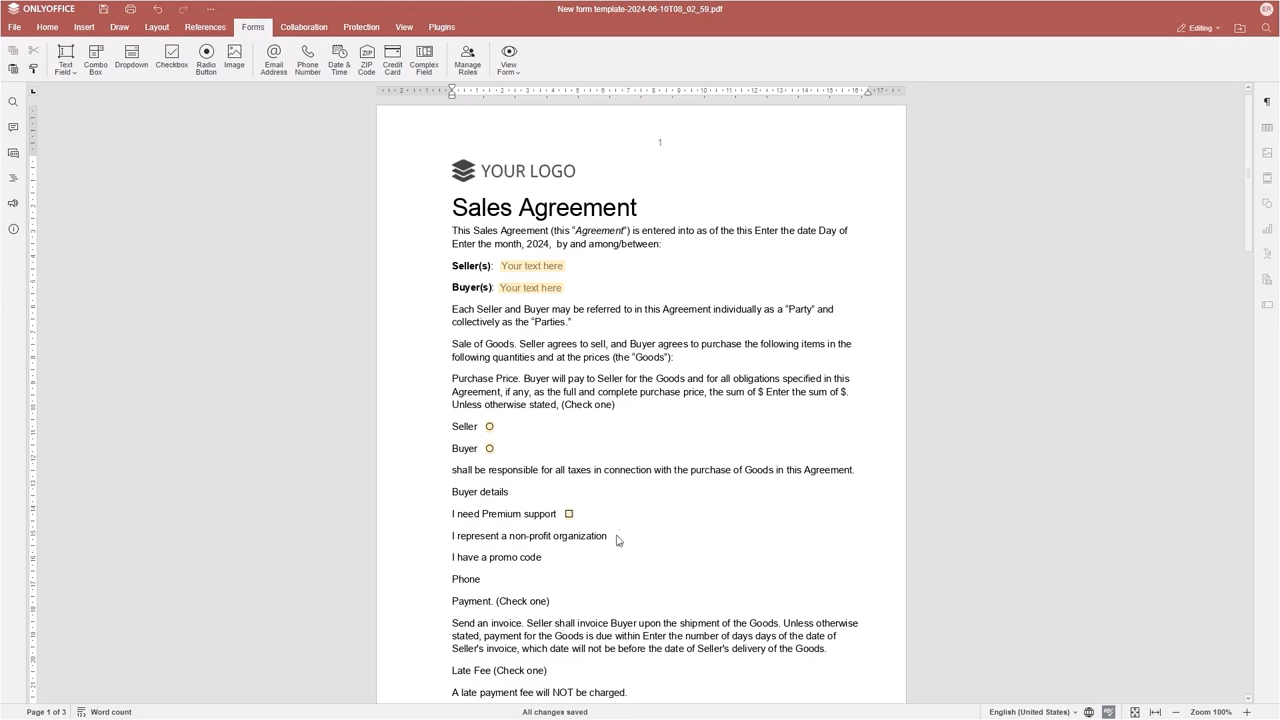 ONLYOFFICE
New form template-2024-06-10T08_02_59.pdf
ER
File Home Insert Draw Layout References Forms Collaboration Protection View Plugins
Editing
Text Field
Combo Box
Dropdown
Checkbox
Radio Button
Image
Email Address
Phone Number
Date & Time
ZIP Code
Credit Card
Complex Field
Manage Roles
View Form
1
YOUR LOGO
Sales Agreement
This Sales Agreement (this “Agreement”) is entered into as of the this Enter the date Day of
Enter the month, 2024, by and among/between:
Seller(s): Your text here
Buyer(s): Your text here
Each Seller and Buyer may be referred to in this Agreement individually as a “Party” and
collectively as the “Parties.”
Sale of Goods. Seller agrees to sell, and Buyer agrees to purchase the following items in the
following quantities and at the prices (the “Goods”):
Purchase Price. Buyer will pay to Seller for the Goods and for all obligations specified in this
Agreement, if any, as the full and complete purchase price, the sum of $ Enter the sum of $.
Unless otherwise stated, (Check one)
Seller
Buyer
shall be responsible for all taxes in connection with the purchase of Goods in this Agreement.
Buyer details
I need Premium support
I represent a non-profit organization
I have a promo code
Phone
Payment. (Check one)
Send an invoice. Seller shall invoice Buyer upon the shipment of the Goods. Unless otherwise
stated, payment for the Goods is due within Enter the number of days days of the date of
Seller's invoice, which date will not be before the date of Seller's delivery of the Goods.
Late Fee (Check one)
A late payment fee will NOT be charged.
Page 1 of 3 Word count All changes saved English (United States) Zoom 100%